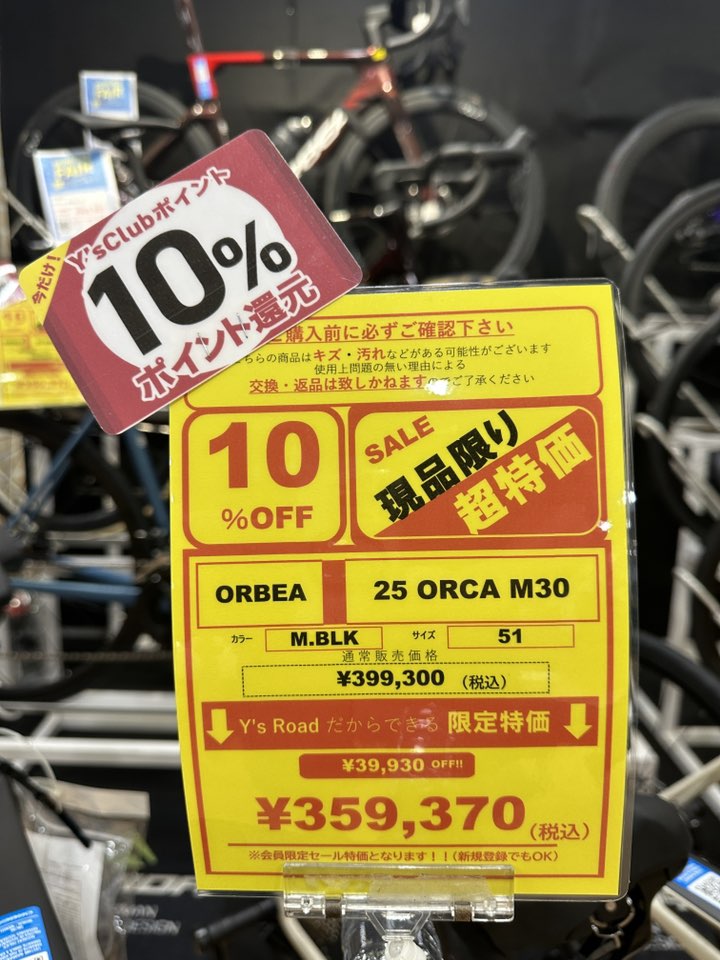 今だけ!
Y'sClubポイント
10%
ポイント還元
購入前に必ずご確認下さい
ちらの商品はキズ・汚れなどがある可能性がございます
使用上問題の無い理由による
交換・返品は致しかねますのでご了承ください
10
%OFF
SALE
現品限り
超特価
ORBEA
25 ORCA M30
カラー
M.BLK
サイズ
51
通常販売価格
¥399,300 (税込)
Y's Road だからできる 限定特価
¥39,930 OFF!!
¥359,370 (税込)
※会員限定セール特価となります!!(新規登録でもOK)